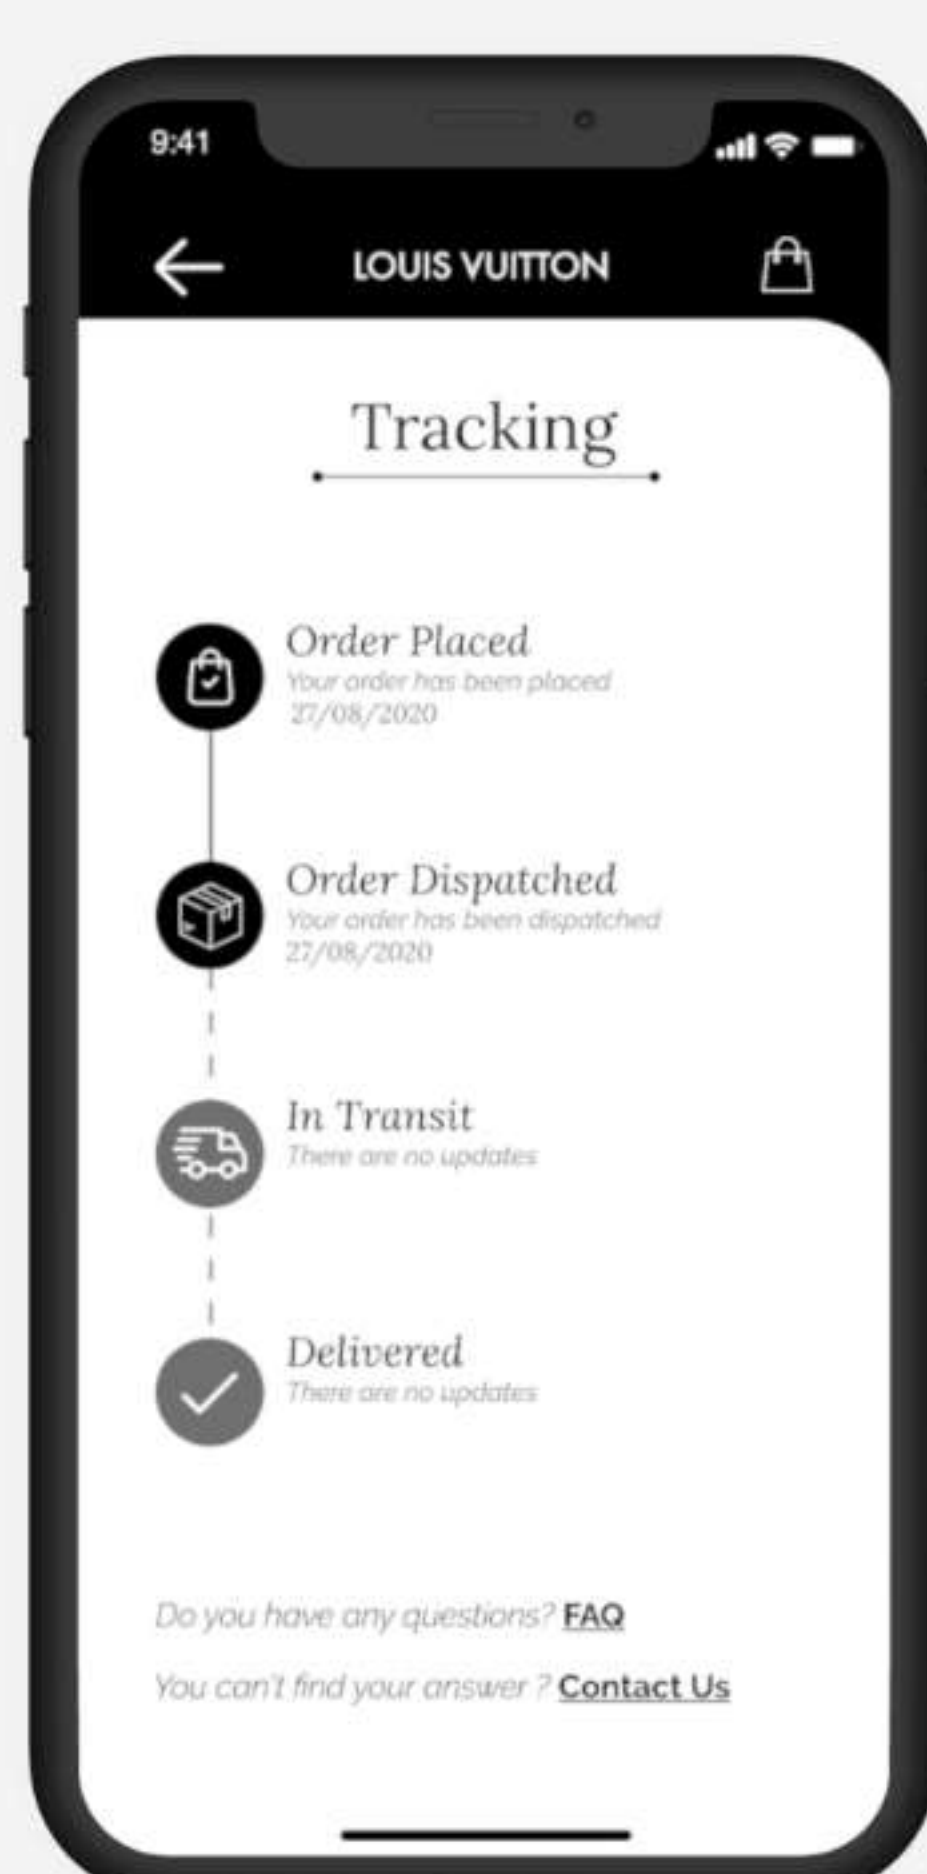 9:41
LOUIS VUITTON
Tracking
Order Placed
Your order has been placed
27/08/2020
Order Dispatched
Your order has been dispatched
27/08/2020
In Transit
There are no updates
Delivered
There are no updates
Do you have any questions? FAQ
You can't find your answer ? Contact Us